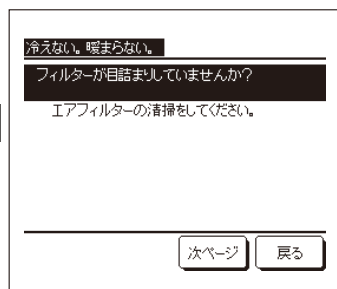 冷えない。暖まらない。
フィルターが目詰まりしていませんか?
エアフィルターの清掃をしてください。
次ページ
戻る